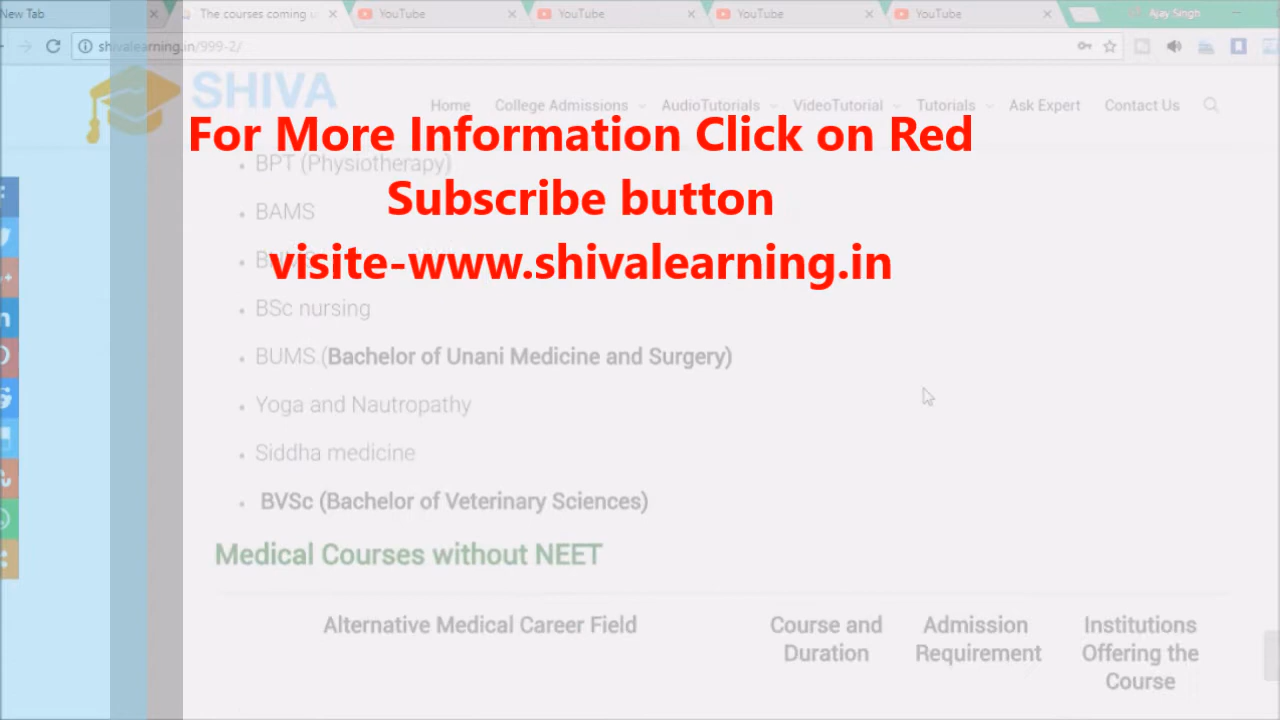 New Tab
The courses coming u
YouTube
YouTube
YouTube
YouTube
Ajay Singh
shivalearning.in/999-2/
SHIVA
Home
College Admissions
AudioTutorials
VideoTutorial
Tutorials
Ask Expert
Contact Us
For More Information Click on Red
Subscribe button
visite-www.shivalearning.in
BPT (Physiotherapy)
BAMS
BSc nursing
BUMS (Bachelor of Unani Medicine and Surgery)
Yoga and Nautropathy
Siddha medicine
BVSc (Bachelor of Veterinary Sciences)
Medical Courses without NEET
Alternative Medical Career Field
Course and
Duration
Admission
Requirement
Institutions
Offering the
Course